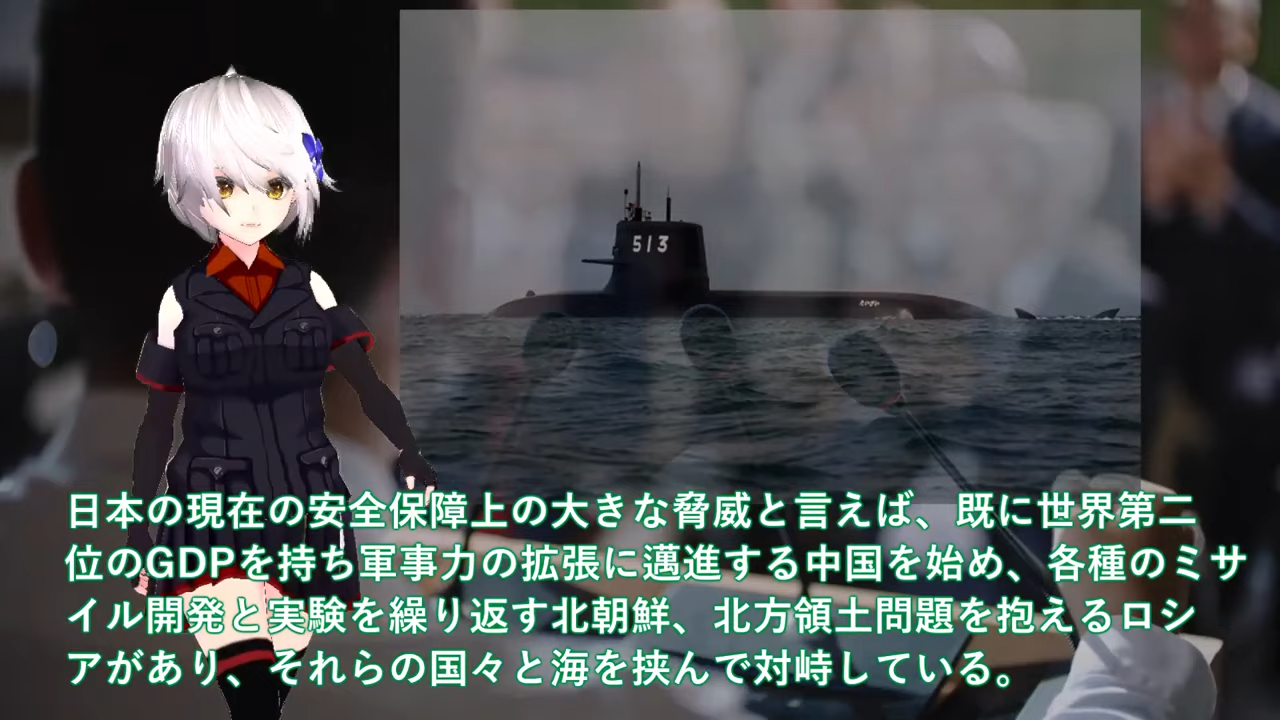 513
日本の現在の安全保障上の大きな脅威と言えば、既に世界第二
位のGDPを持ち軍事力の拡張に邁進する中国を始め、各種のミサ
イル開発と実験を繰り返す北朝鮮、北方領土問題を抱えるロシ
アがあり、それらの国々と海を挟んで対峙している。